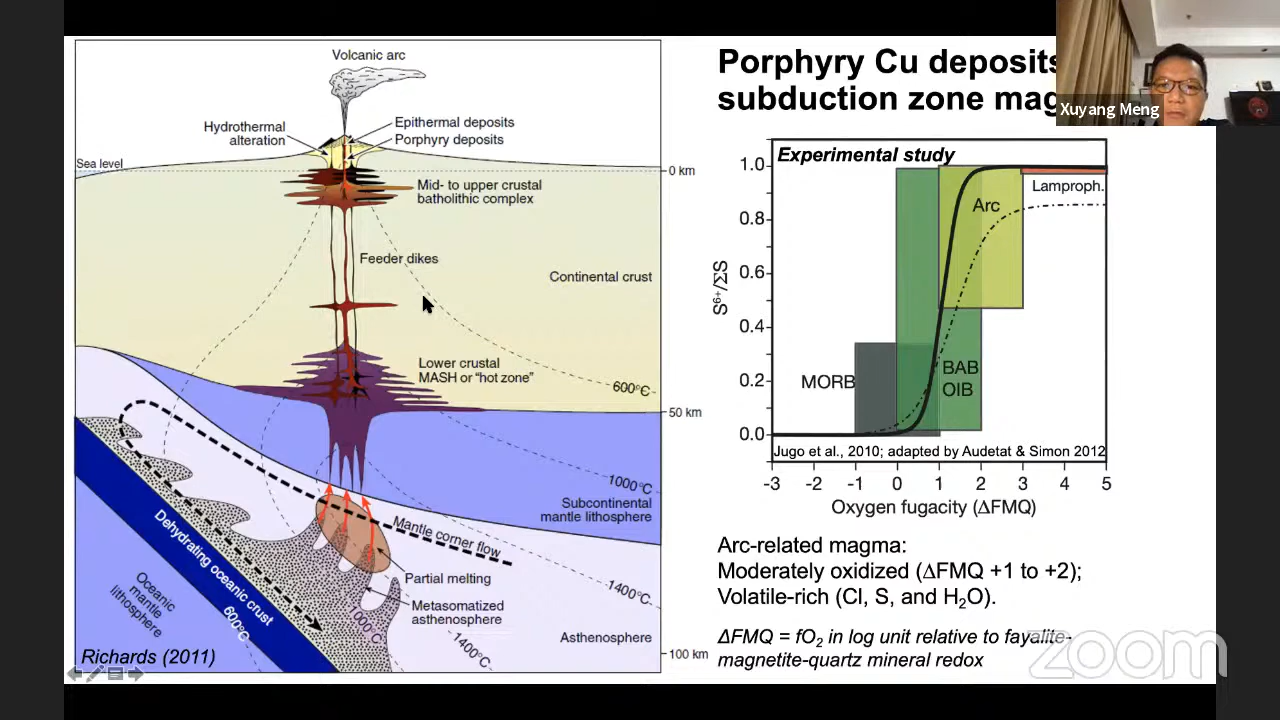 Volcanic arc
Epithermal deposits
Hydrothermal
alteration
Porphyry deposits
Sea level
0 km
Mid- to upper crustal
batholithic complex
Feeder dikes
Continental crust
Lower crustal
MASH or “hot zone”
600°C
50 km
1000°C
Subcontinental
mantle lithosphere
Mantle corner flow
Dehydrating oceanic crust
Partial melting
1400°C
Oceanic
mantle
lithosphere
600°C
Metasomatized
asthenosphere
1000°C
1400°C
Asthenosphere
100 km
Richards (2011)
Porphyry Cu deposits
subduction zone mag
Xuyang Meng
Experimental study
1.0
0.8
0.6
0.4
0.2
0.0
S6+/ΣS
Lamproph.
Arc
MORB
BAB
OIB
Jugo et al., 2010; adapted by Audetat & Simon 2012
-3 -2 -1 0 1 2 3 4 5
Oxygen fugacity (ΔFMQ)
Arc-related magma:
Moderately oxidized (ΔFMQ +1 to +2);
Volatile-rich (Cl, S, and H₂O).
ΔFMQ = fO₂ in log unit relative to fayalite-
magnetite-quartz mineral redox
zoom